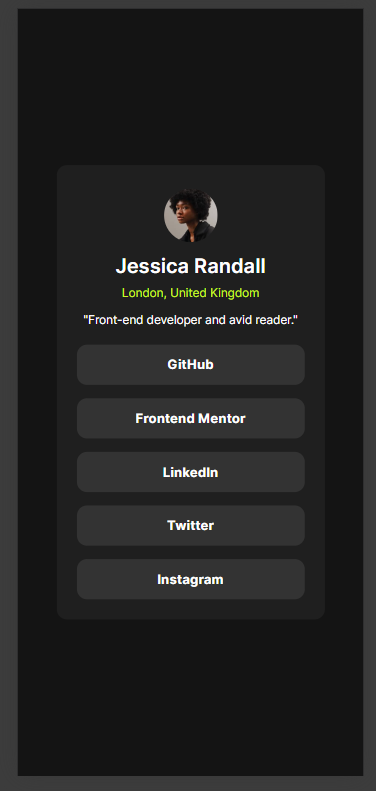 Jessica Randall
London, United Kingdom
"Front-end developer and avid reader."
GitHub
Frontend Mentor
LinkedIn
Twitter
Instagram